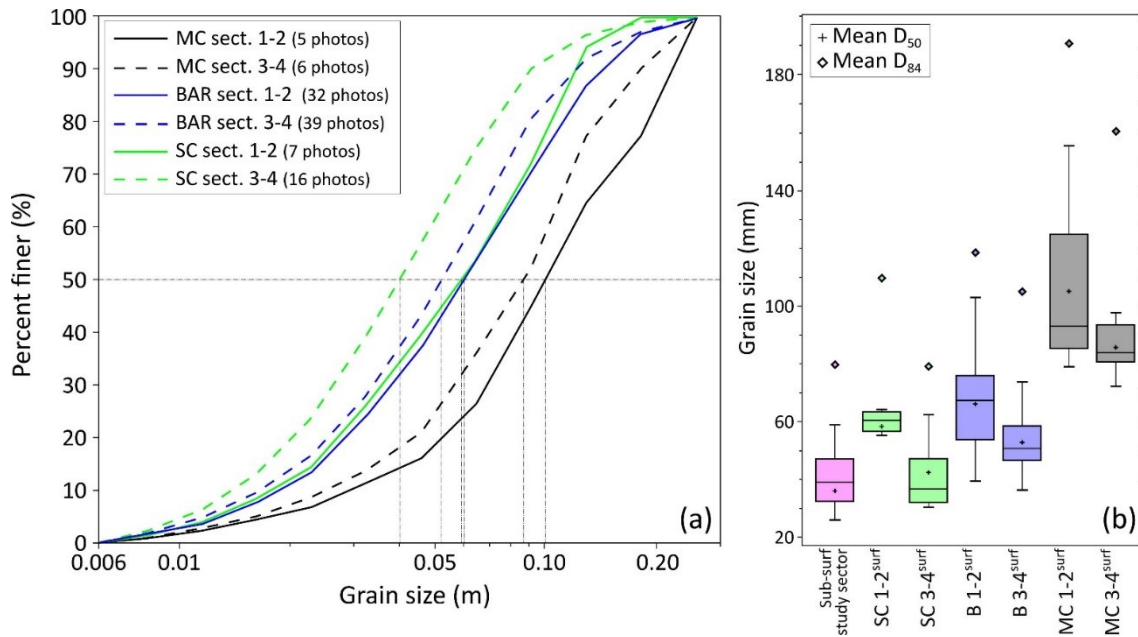 100
90
80
70
60
50
40
30
20
10
0
Percent finer (%)
MC sect. 1-2 (5 photos)
MC sect. 3-4 (6 photos)
BAR sect. 1-2 (32 photos)
BAR sect. 3-4 (39 photos)
SC sect. 1-2 (7 photos)
SC sect. 3-4 (16 photos)
(a)
0.006 0.01 0.05 0.10 0.20
Grain size (m)
Mean D50
Mean D84
180
140
100
60
20
Grain size (mm)
(b)
Sub-surf
study sector
SC 1-2surf
SC 3-4surf
B 1-2surf
B 3-4surf
MC 1-2surf
MC 3-4surf